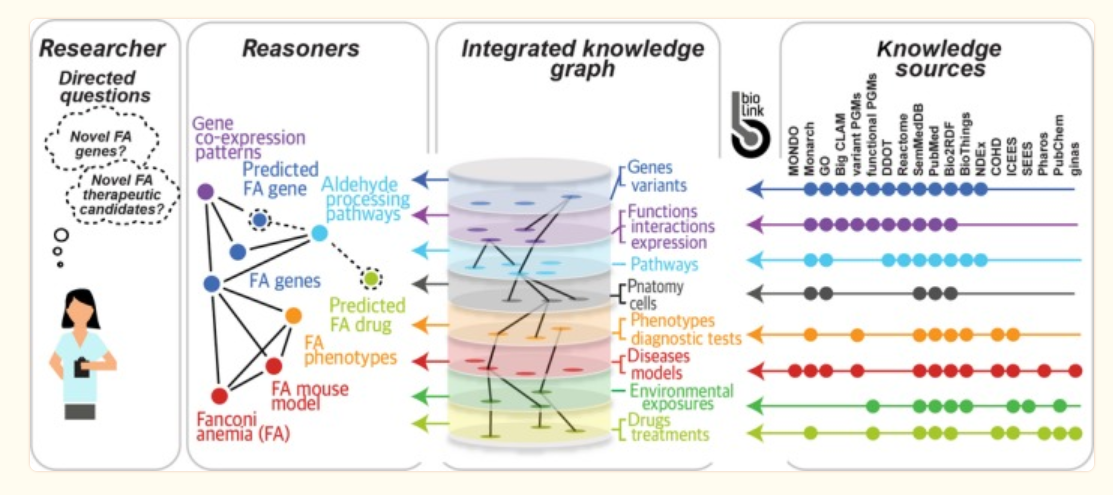 Researcher
Directed
questions
Novel FA
genes?
Novel FA
therapeutic
candidates?
Reasoners
Gene
co-expression
patterns
Predicted
FA gene
Aldehyde
processing
pathways
FA genes
Predicted
FA drug
FA
phenotypes
FA mouse
model
Fanconi
anemia (FA)
Integrated knowledge
graph
Genes
variants
Functions
interactions
expression
Pathways
Pnatomy
cells
Phenotypes
diagnostic tests
Diseases
models
Environmental
exposures
Drugs
treatments
bio
link
Knowledge
sources
MONDO
Monarch
GO
Big CLAM
variant PGMs
functional PGMs
DDOT
Reactome
SemMedDB
PubMed
Bio2RDF
BioThings
NDEx
COHD
ICEES
SEES
Pharos
PubChem
ginas